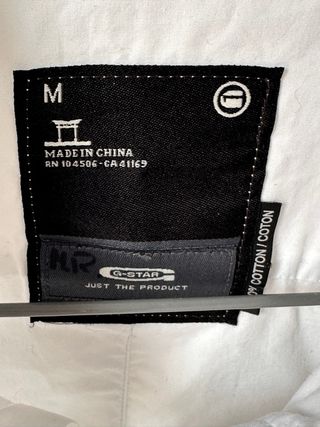 M
MADE IN CHINA
RN 104506 - CA 41169
H.R
G-STAR
JUST THE PRODUCT
% COTTON / COTON